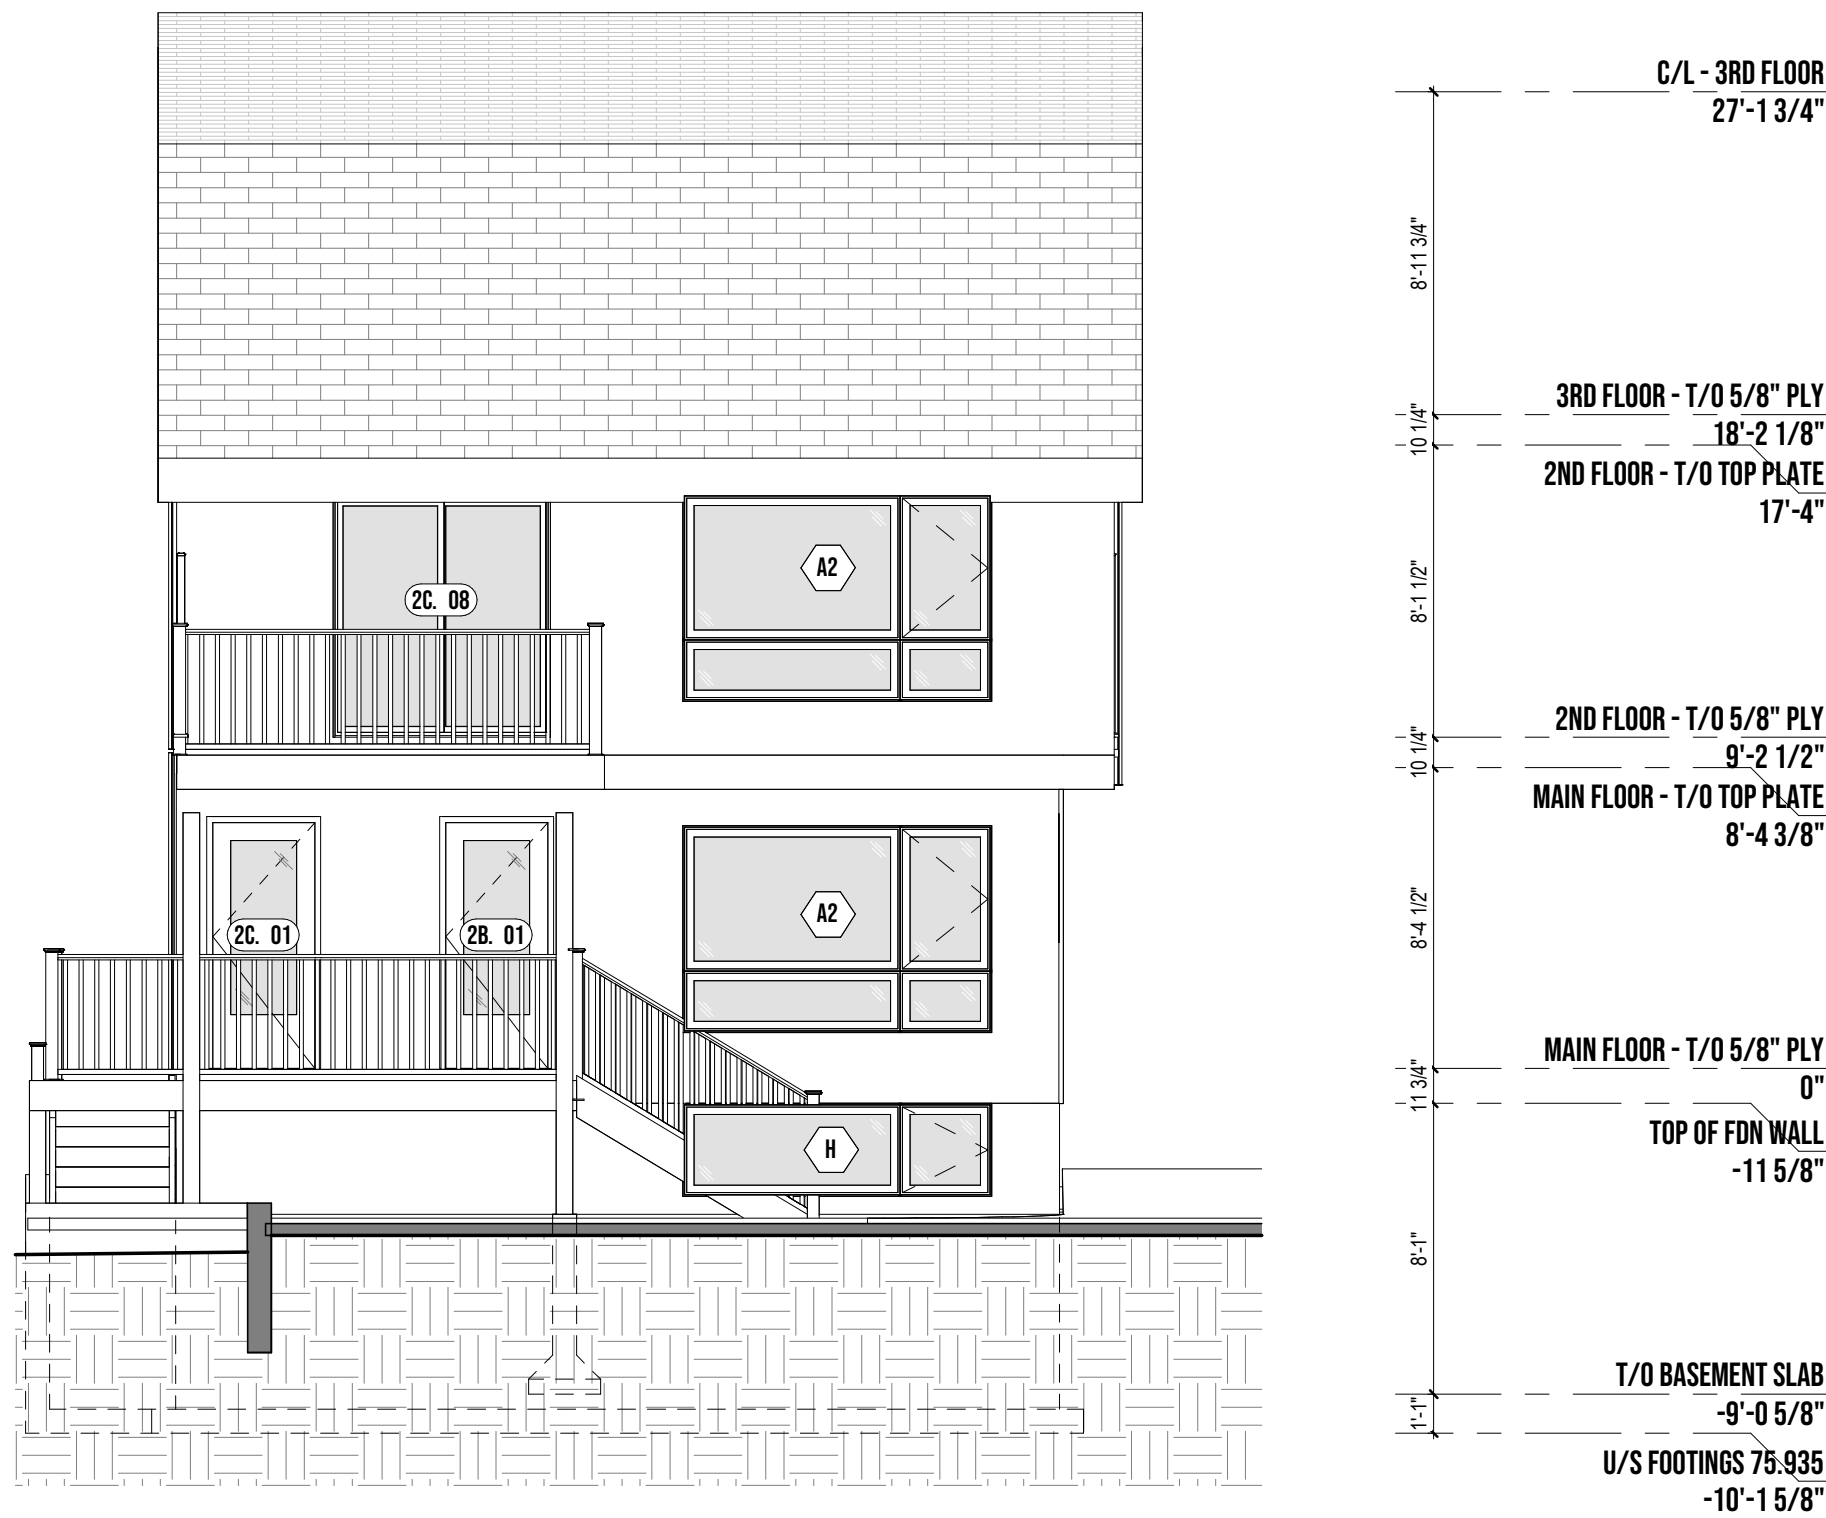 C/L - 3RD FLOOR
27'-1 3/4"
8'-11 3/4"
3RD FLOOR - T/O 5/8" PLY
18'-2 1/8"
10 1/4"
2ND FLOOR - T/O TOP PLATE
17'-4"
A2
2C. 08
8'-1 1/2"
2ND FLOOR - T/O 5/8" PLY
9'-2 1/2"
10 1/4"
MAIN FLOOR - T/O TOP PLATE
8'-4 3/8"
A2
2C. 01
2B. 01
8'-4 1/2"
MAIN FLOOR - T/O 5/8" PLY
0"
11 3/4"
TOP OF FDN WALL
-11 5/8"
H
8'-1"
T/O BASEMENT SLAB
-9'-0 5/8"
1'-1"
U/S FOOTINGS 75.935
-10'-1 5/8"